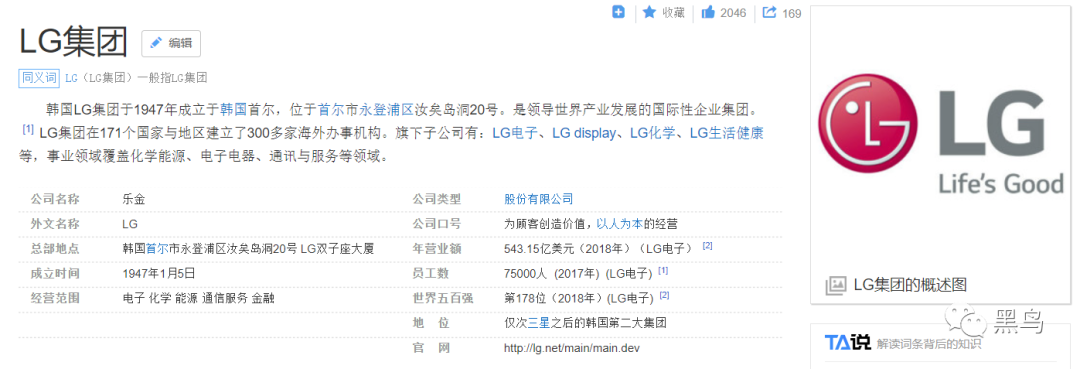 收藏 2046 169
LG集团 编辑
同义词 LG（LG集团）一般指LG集团
韩国LG集团于1947年成立于韩国首尔，位于首尔市永登浦区汝矣岛洞20号。是领导世界产业发展的国际性企业集团。
[1] LG集团在171个国家与地区建立了300多家海外办事机构。旗下子公司有：LG电子、LG display、LG化学、LG生活健康
等，事业领域覆盖化学能源、电子电器、通讯与服务等领域。
公司名称 乐金 公司类型 股份有限公司
外文名称 LG 公司口号 为顾客创造价值，以人为本的经营
总部地点 韩国首尔市永登浦区汝矣岛洞20号 LG双子座大厦 年营业额 543.15亿美元（2018年）（LG电子） [2]
成立时间 1947年1月5日 员工数 75000人（2017年）(LG电子) [1]
经营范围 电子 化学 能源 通信服务 金融 世界五百强 第178位（2018年）(LG电子) [2]
地 位 仅次三星之后的韩国第二大集团
官 网 http://lg.net/main/main.dev
LG
Life's Good
LG集团的概述图
黑鸟
TA说 解读词条背后的知识